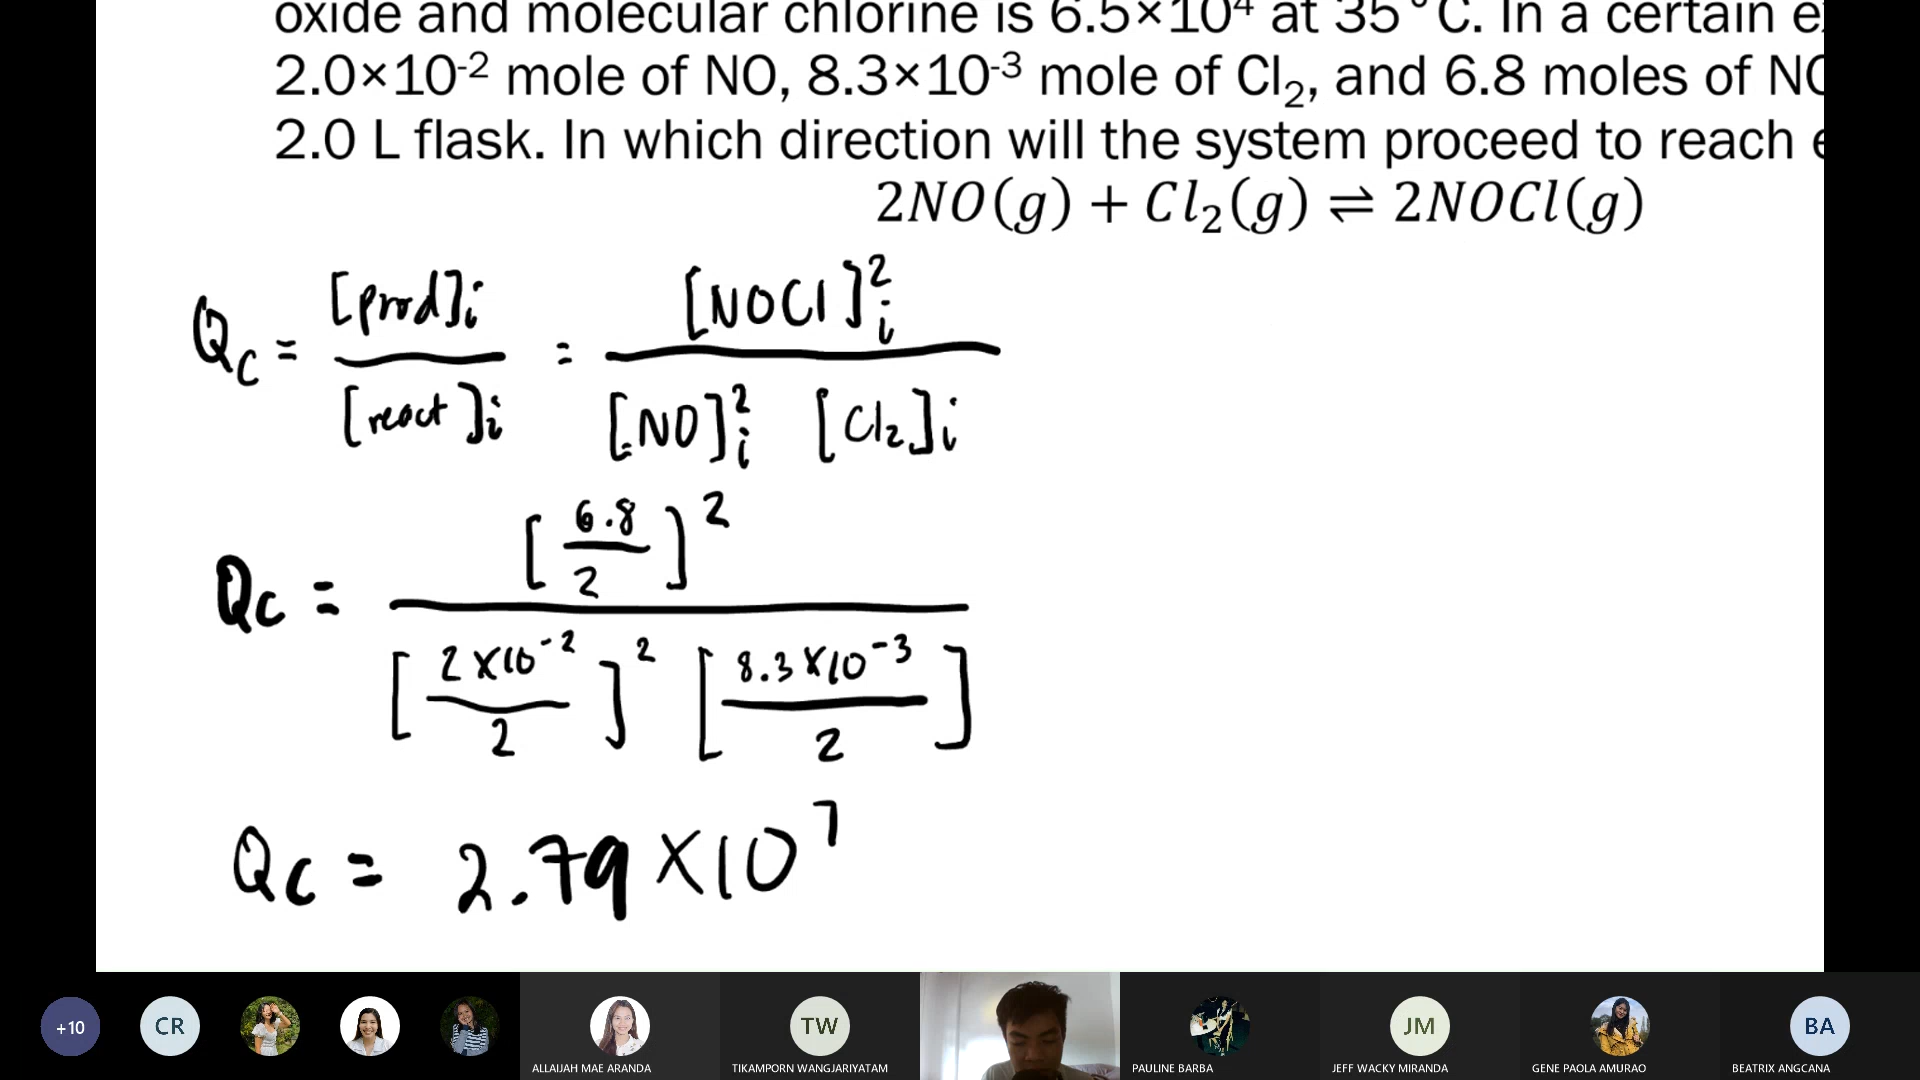 oxide and molecular chlorine is 6.5×10⁴ at 35°C. In a certain e
2.0×10⁻² mole of NO, 8.3×10⁻³ mole of Cl₂, and 6.8 moles of NO
2.0 L flask. In which direction will the system proceed to reach e
2NO(g) + Cl₂(g) ⇌ 2NOCl(g)
Qc = [prod]i / [react]i = [NOCl]²i / [NO]²i [Cl₂]i
Qc = [6.8 / 2]² / [2×10⁻² / 2]² [8.3×10⁻³ / 2]
Qc = 2.79×10⁷
+10 CR TW JM BA
ALLAIJAH MAE ARANDA TIKAMPORN WANGJARIYATAM PAULINE BARBA JEFF WACKY MIRANDA GENE PAOLA AMURAO BEATRIX ANGCANA